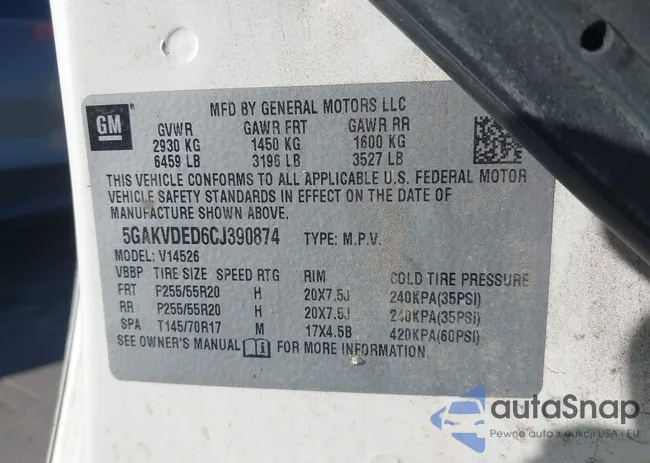 MFD BY GENERAL MOTORS LLC
GM
GVWR GAWR FRT GAWR RR
2930 KG 1450 KG 1600 KG
6459 LB 3196 LB 3527 LB
THIS VEHICLE CONFORMS TO ALL APPLICABLE U.S. FEDERAL MOTOR
VEHICLE SAFETY STANDARDS IN EFFECT ON THE DATE OF
MANUFACTURE SHOWN ABOVE.
5GAKVDED6CJ390874 TYPE: M.P.V.
MODEL: V14526
VBBP TIRE SIZE SPEED RTG RIM COLD TIRE PRESSURE
FRT P255/55R20 H 20X7.5J 240KPA(35PSI)
RR P255/55R20 H 20X7.5J 240KPA(35PSI)
SPA T145/70R17 M 17X4.5B 420KPA(60PSI)
SEE OWNER'S MANUAL FOR MORE INFORMATION.
autoSnap
Pewne auto z aukcji USA i EU